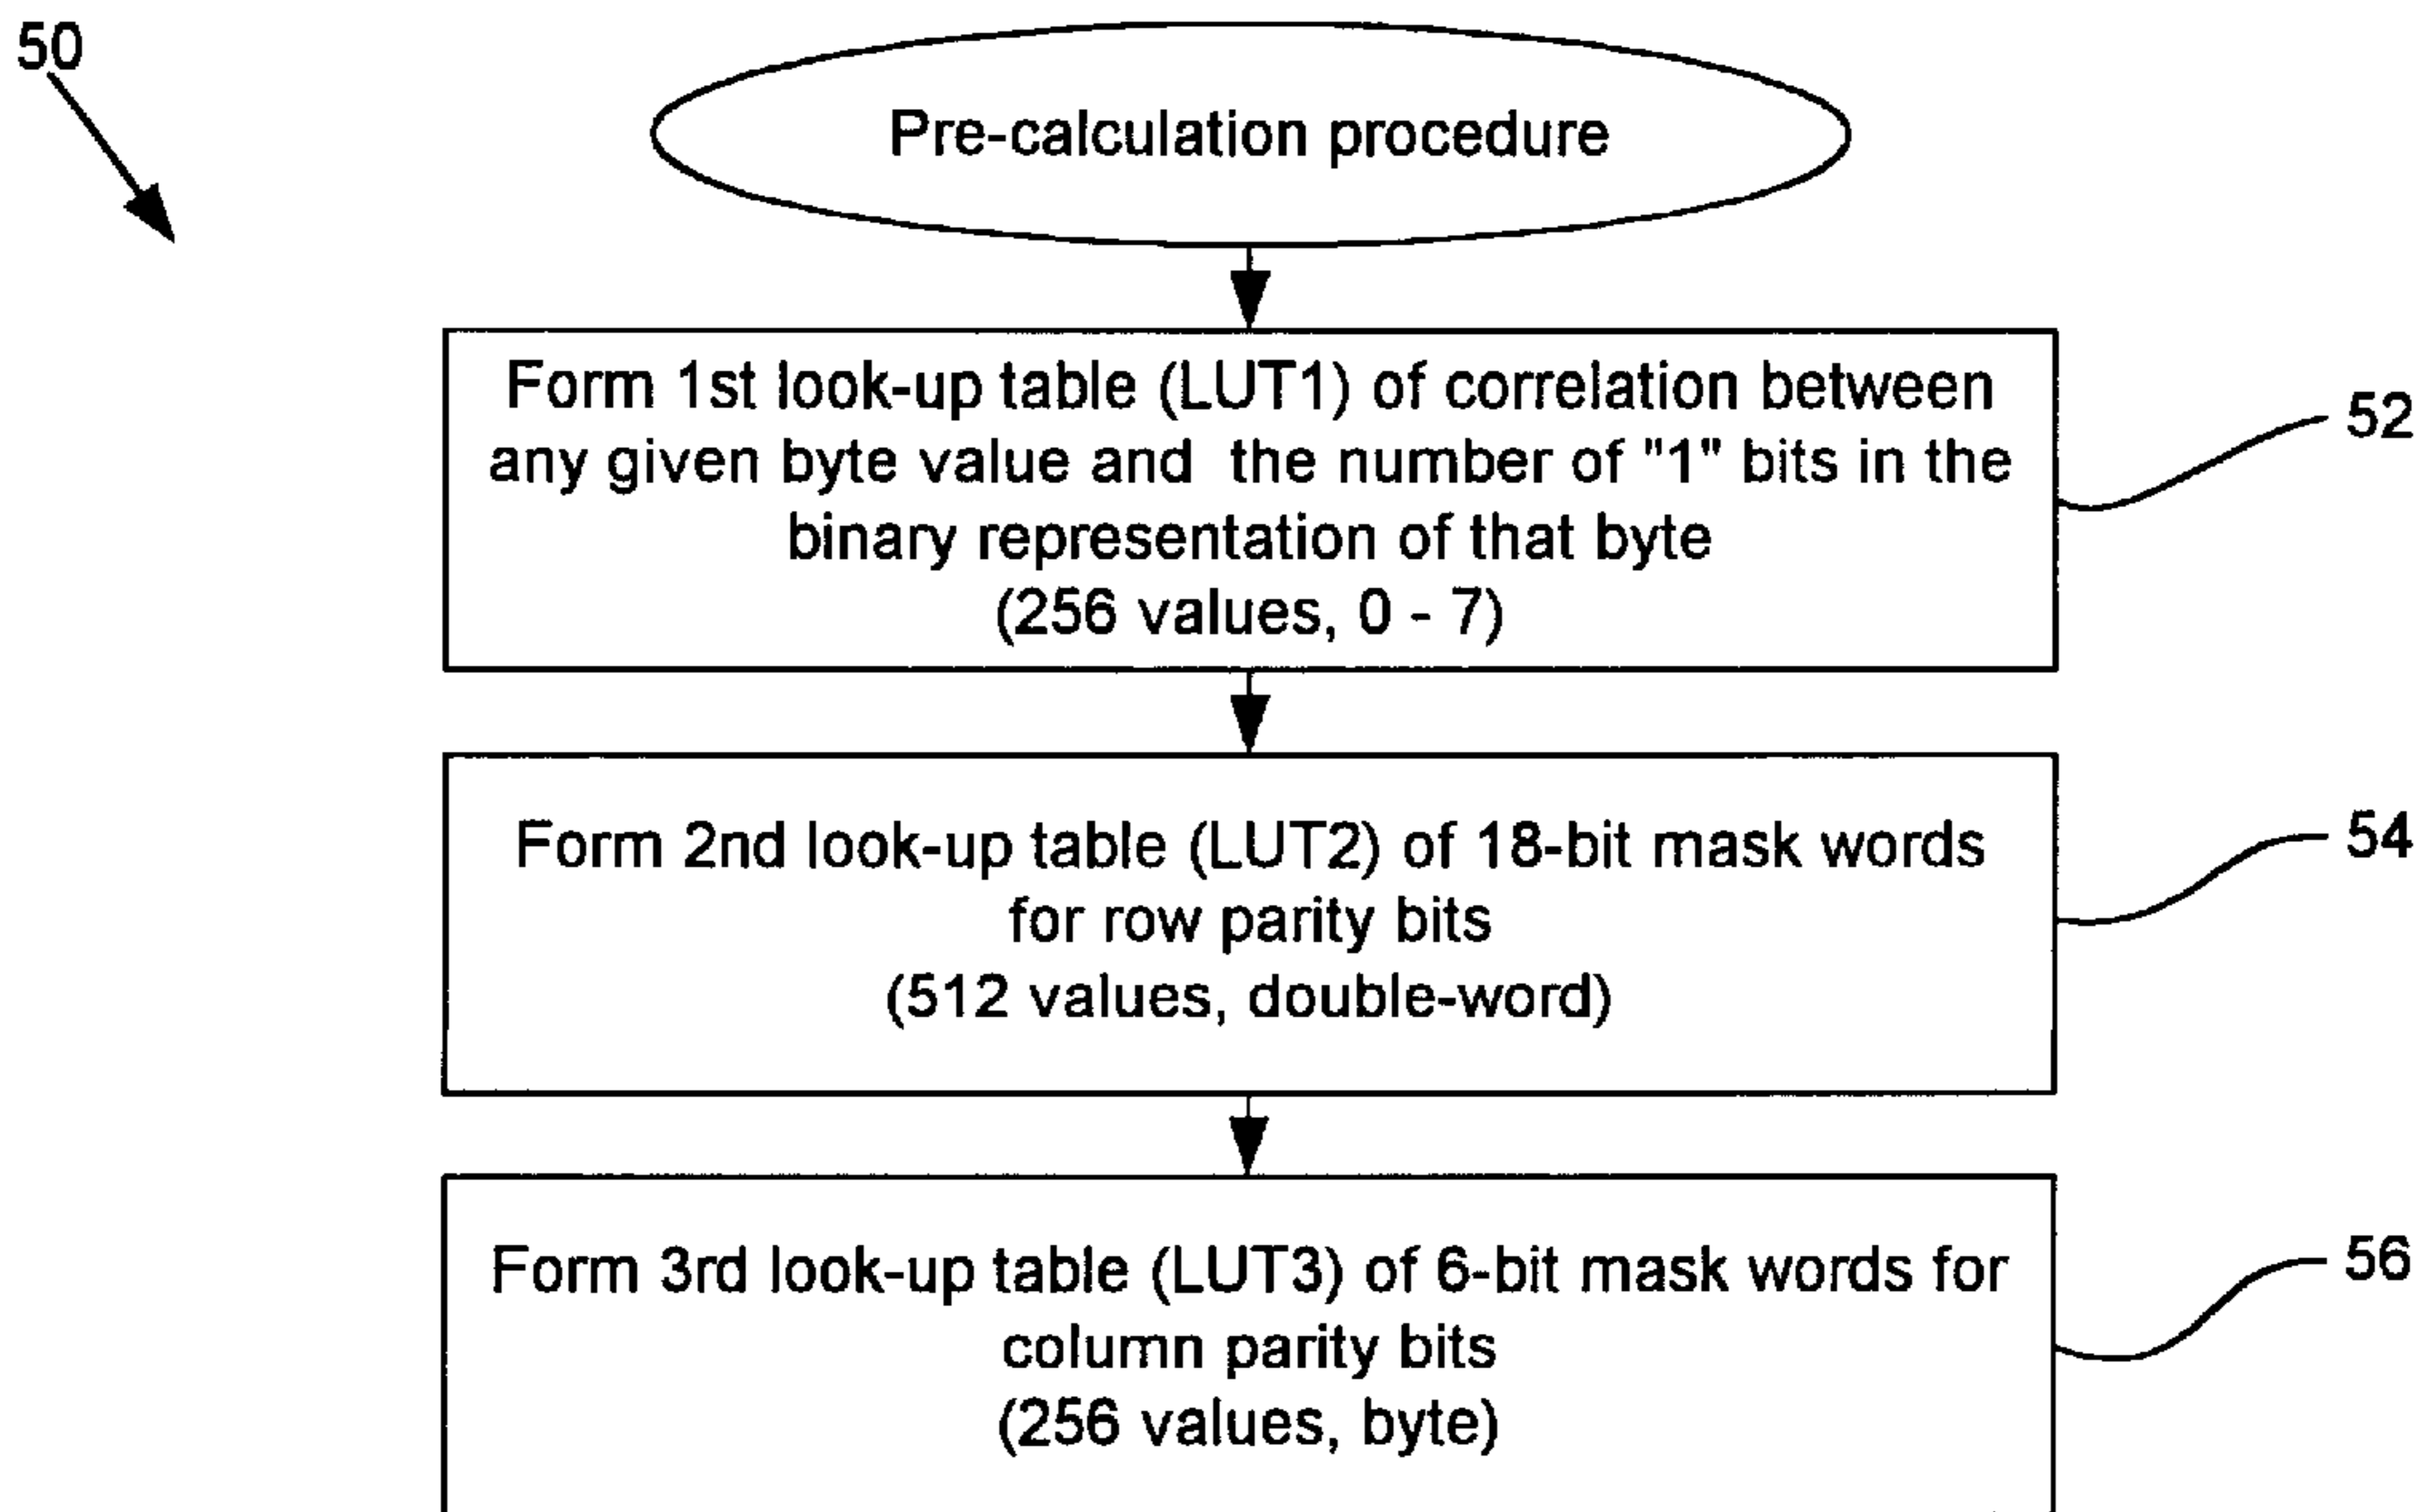 50
Pre-calculation procedure
Form 1st look-up table (LUT1) of correlation between
any given byte value and the number of "1" bits in the
binary representation of that byte
(256 values, 0 - 7)
52
Form 2nd look-up table (LUT2) of 18-bit mask words
for row parity bits
(512 values, double-word)
54
Form 3rd look-up table (LUT3) of 6-bit mask words for
column parity bits
(256 values, byte)
56